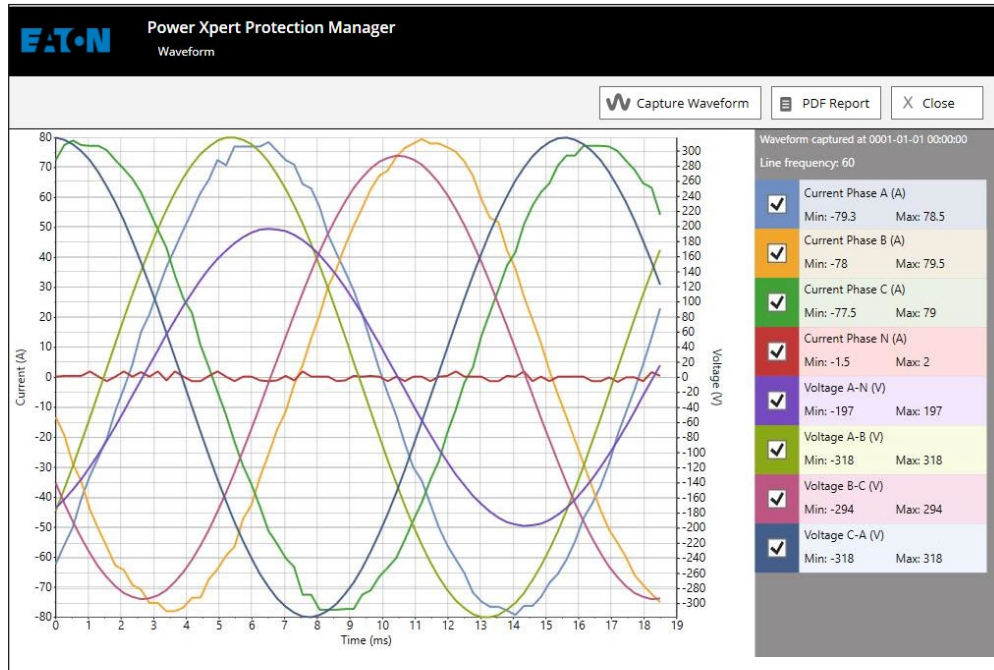 EATON
Power Xpert Protection Manager
Waveform
Capture Waveform
PDF Report
X Close
80
70
60
50
40
30
20
10
0
-10
-20
-30
-40
-50
-60
-70
-80
Current (A)
0 1 2 3 4 5 6 7 8 9 10 11 12 13 14 15 16 17 18 19
Time (ms)
300
280
260
240
220
200
180
160
140
120
100
80
60
40
20
0
-20
-40
-60
-80
-100
-120
-140
-160
-180
-200
-220
-240
-260
-280
-300
Voltage (V)
Waveform captured at 0001-01-01 00:00:00
Line frequency: 60
Current Phase A (A)
Min: -79.3 Max: 78.5
Current Phase B (A)
Min: -78 Max: 79.5
Current Phase C (A)
Min: -77.5 Max: 79
Current Phase N (A)
Min: -1.5 Max: 2
Voltage A-N (V)
Min: -197 Max: 197
Voltage A-B (V)
Min: -318 Max: 318
Voltage B-C (V)
Min: -294 Max: 294
Voltage C-A (V)
Min: -318 Max: 318